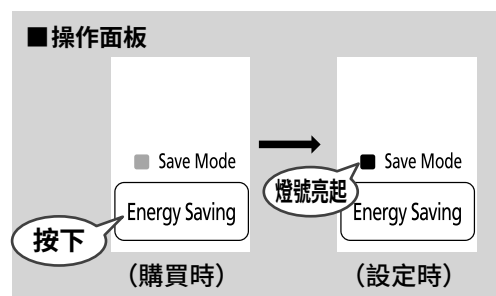 ■操作面板
Save Mode
Energy Saving
按下
(購買時)
Save Mode
燈號亮起
Energy Saving
(設定時)